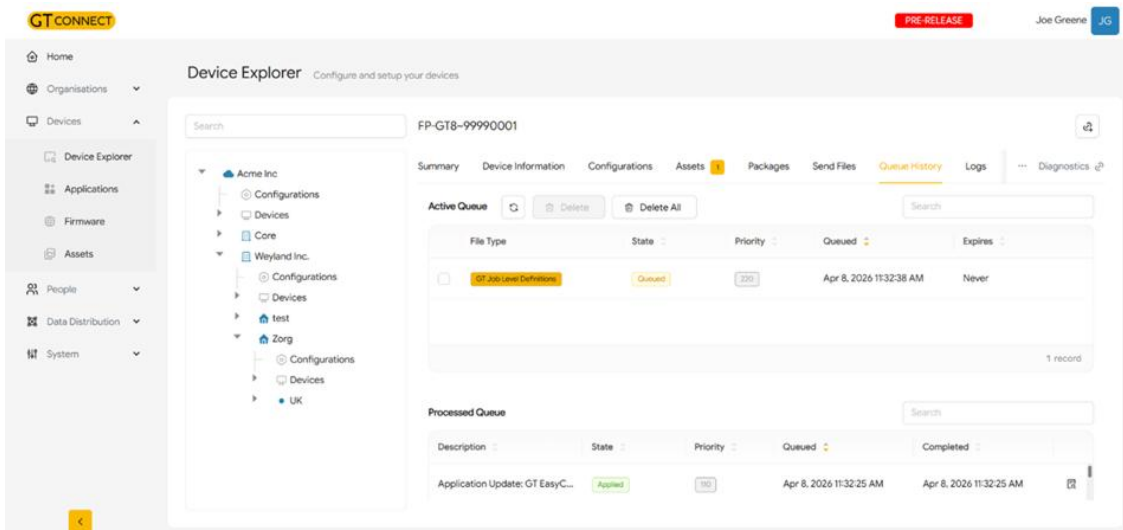 GT CONNECT
PRE-RELEASE
Joe Greene
JG
Home
Organisations
Devices
Device Explorer
Applications
Firmware
Assets
People
Data Distribution
System
Device Explorer Configure and setup your devices
Search
Acme Inc
Configurations
Devices
Core
Weyland Inc.
Configurations
Devices
test
Zorg
Configurations
Devices
UK
FP-GT8-99990001
Summary Device Information Configurations Assets 1 Packages Send Files Queue History Logs ... Diagnostics
Active Queue Delete Delete All Search
File Type State Priority Queued Expires
GT Job Level Definitions Queued 220 Apr 8, 2026 11:32:38 AM Never
1 record
Processed Queue Search
Description State Priority Queued Completed
Application Update: GT EasyC... Applied 110 Apr 8, 2026 11:32:25 AM Apr 8, 2026 11:32:25 AM